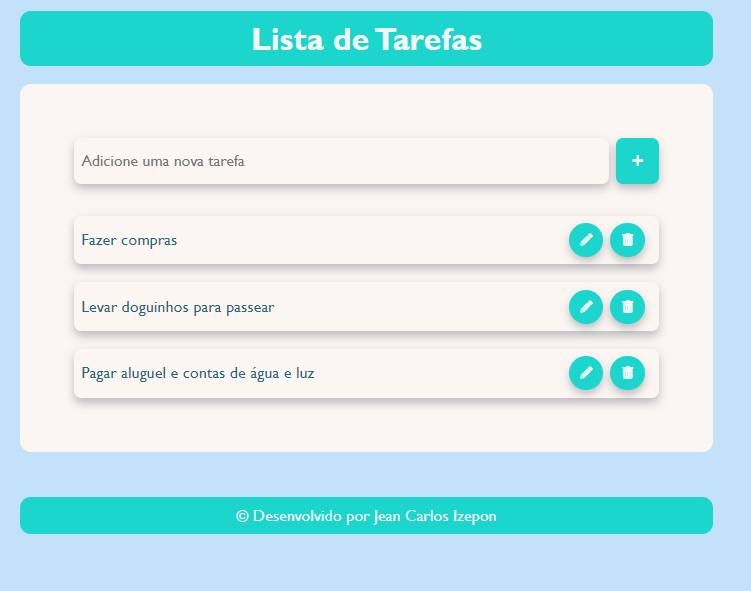 Lista de Tarefas
Adicione uma nova tarefa
+
Fazer compras
Levar doguinhos para passear
Pagar aluguel e contas de água e luz
© Desenvolvido por Jean Carlos Izepon